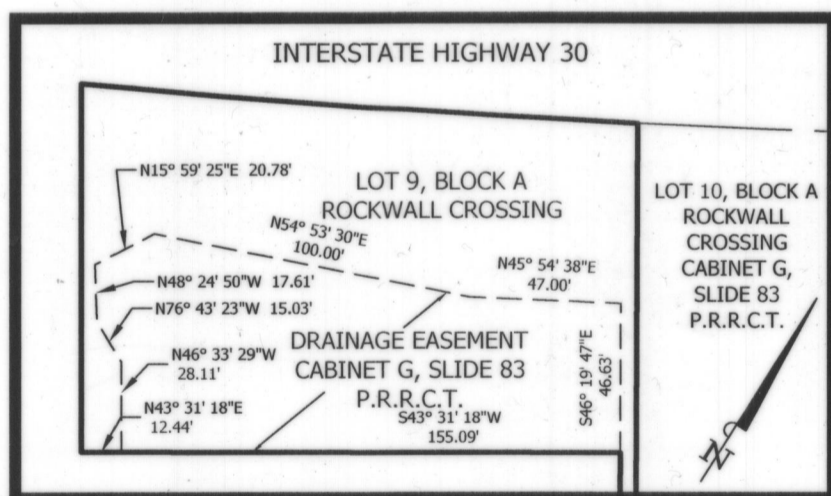 INTERSTATE HIGHWAY 30
N15° 59' 25"E 20.78'
LOT 9, BLOCK A
ROCKWALL CROSSING
LOT 10, BLOCK A
ROCKWALL
CROSSING
CABINET G,
SLIDE 83
P.R.R.C.T.
N54° 53' 30"E
100.00'
N45° 54' 38"E
47.00'
N48° 24' 50"W 17.61'
N76° 43' 23"W 15.03'
DRAINAGE EASEMENT
CABINET G, SLIDE 83
P.R.R.C.T.
N46° 33' 29"W
28.11'
S46° 19' 47"E
46.63'
N43° 31' 18"E
12.44'
S43° 31' 18"W
155.09'
N